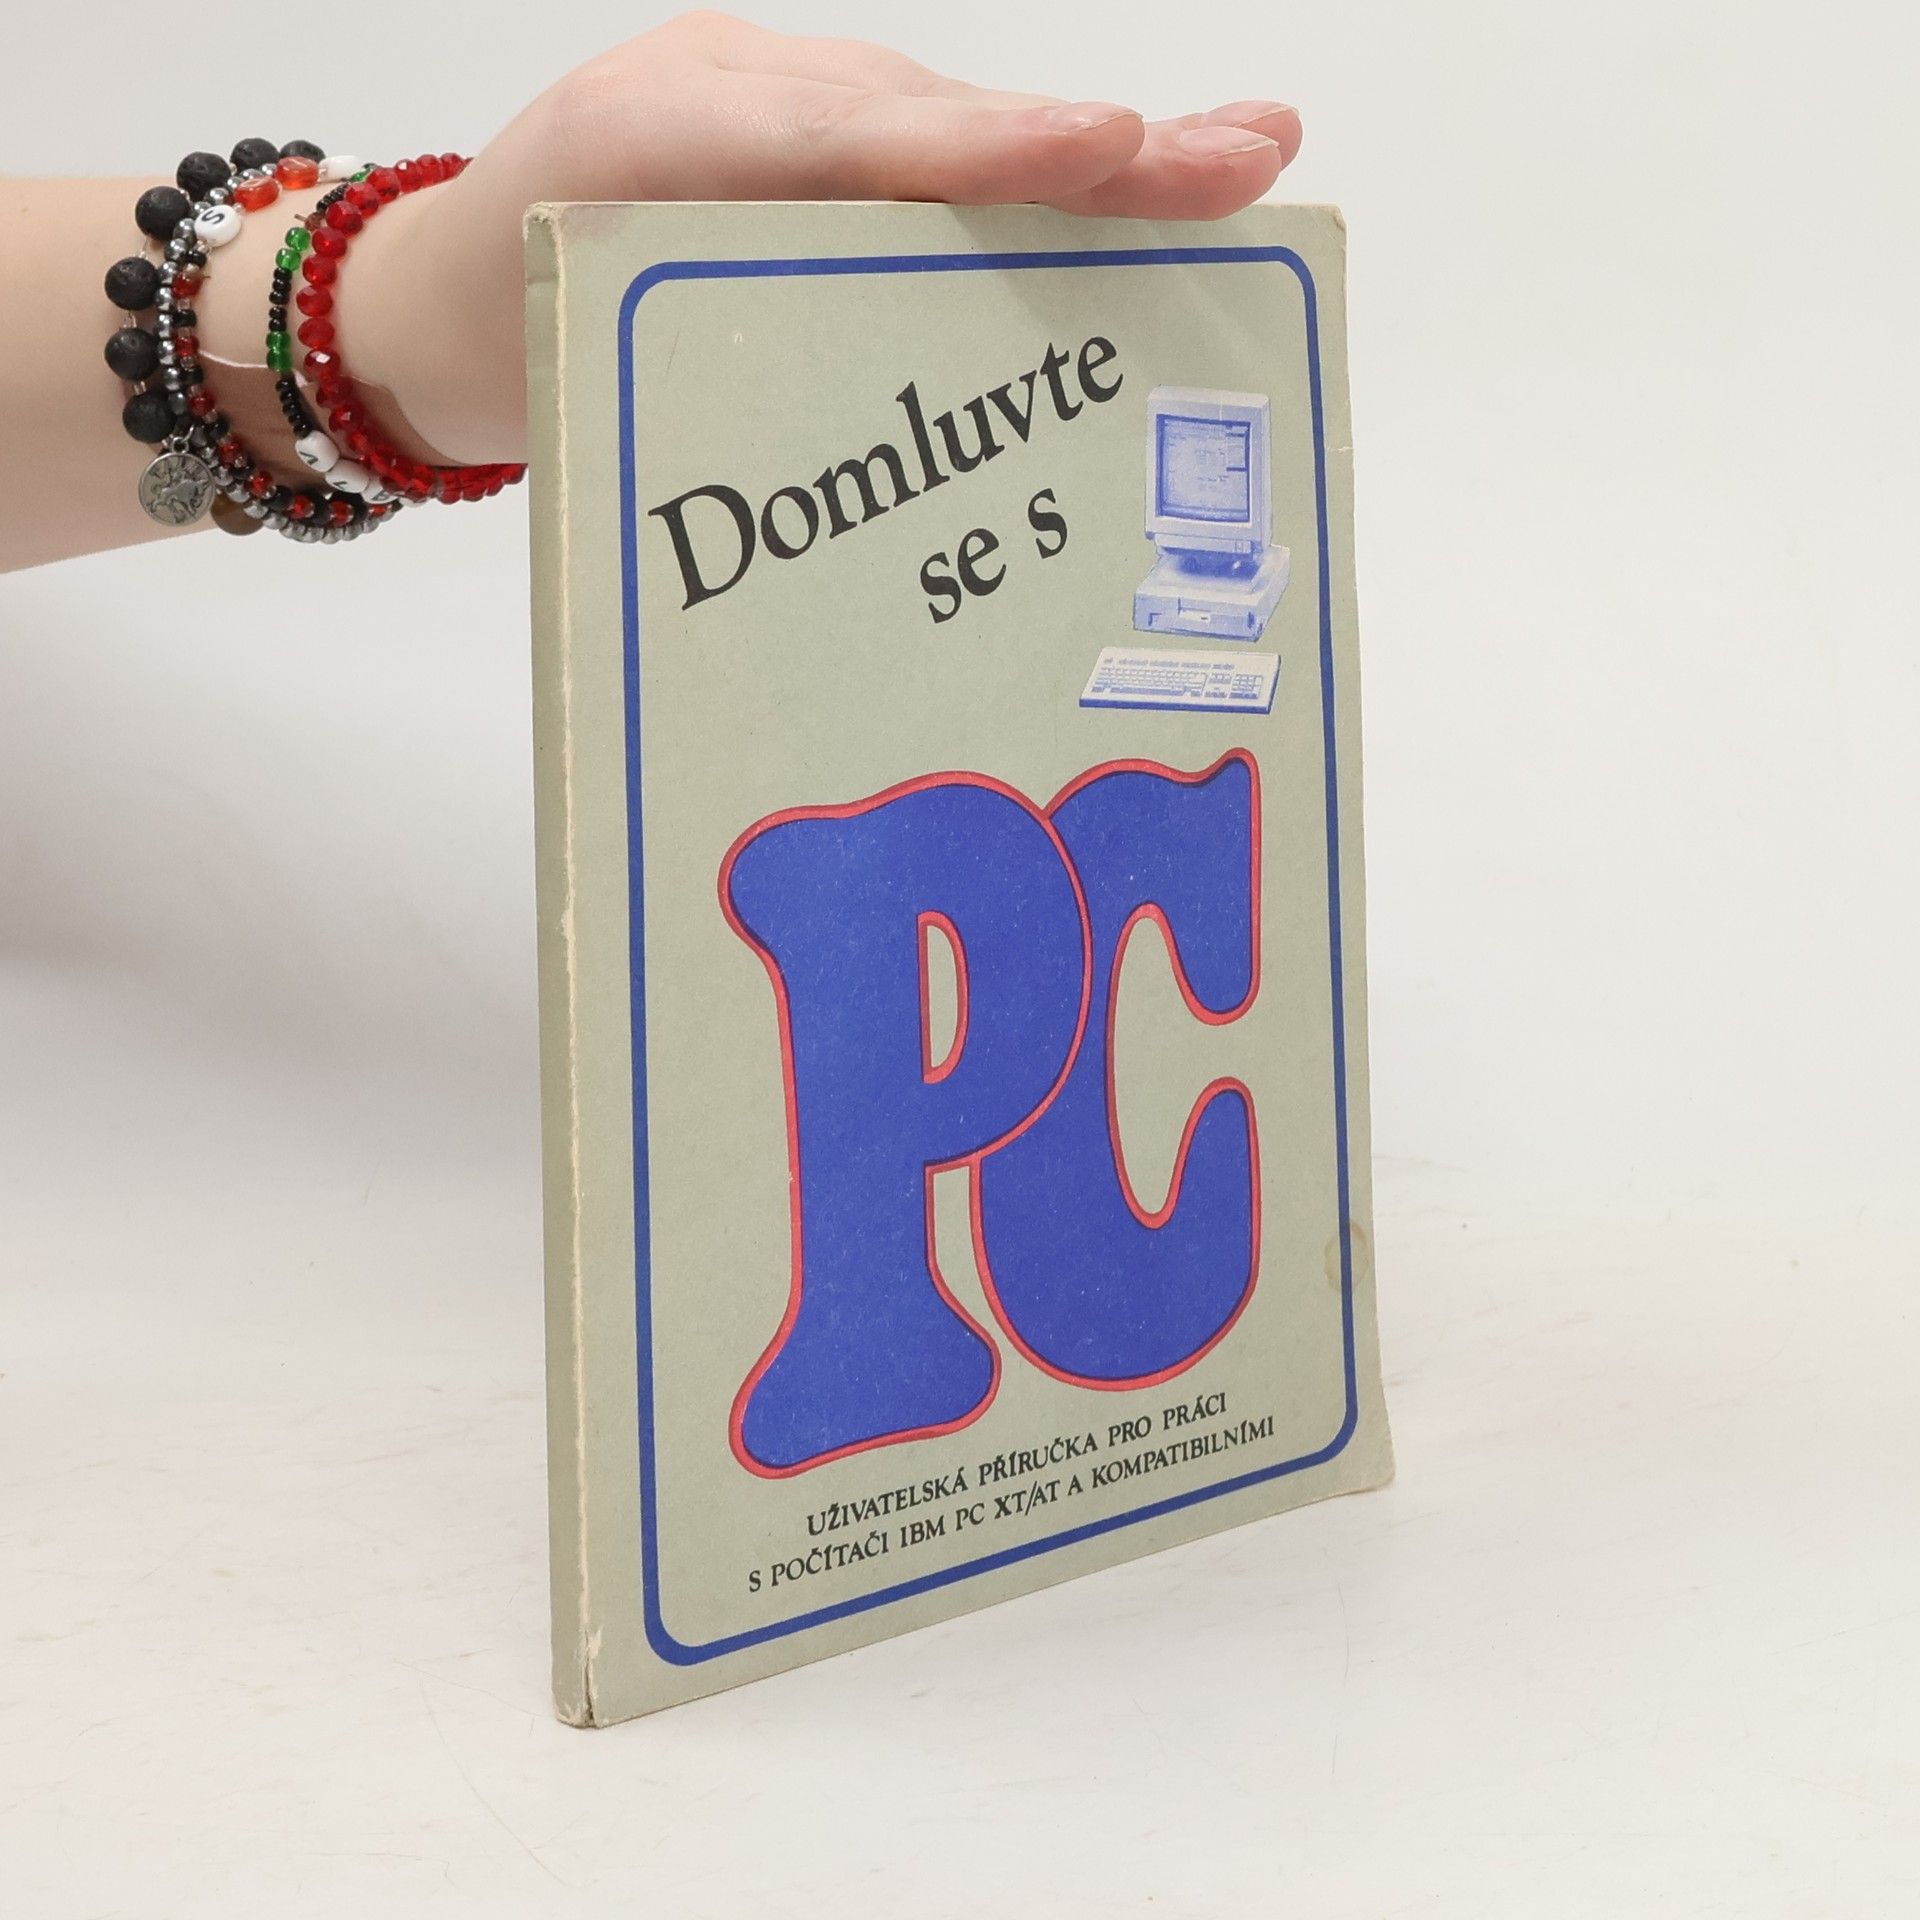 Domluvte
se s
PC
UŽIVATELSKÁ PŘÍRUČKA PRO PRÁCI
S POČÍTAČI IBM PC XT/AT A KOMPATIBILNÍMI
S